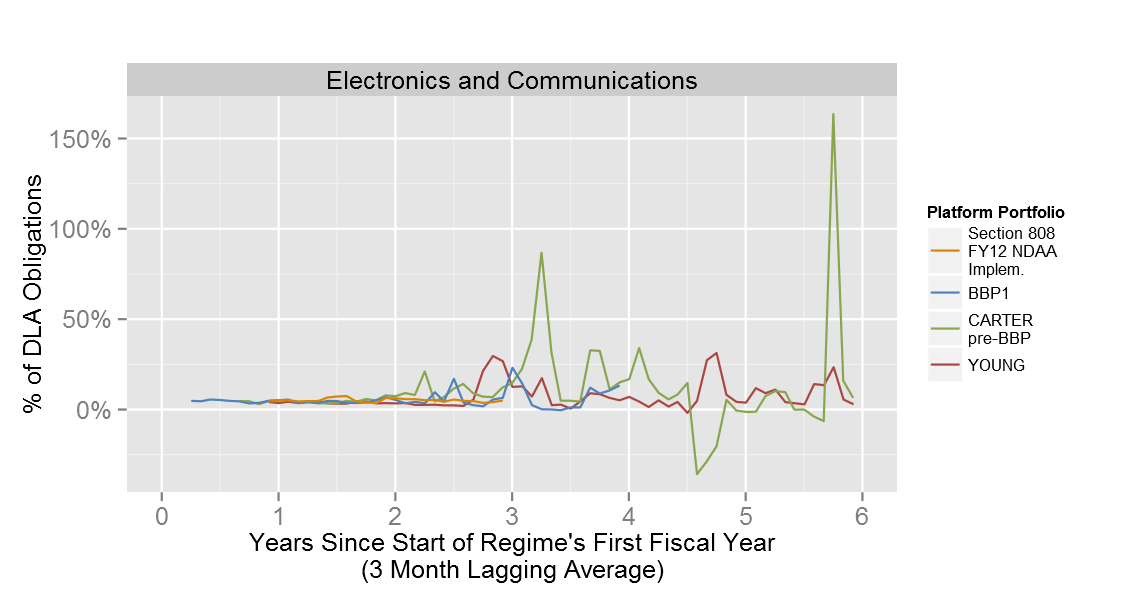 Electronics and Communications
% of DLA Obligations
150%
100%
50%
0%
0 1 2 3 4 5 6
Years Since Start of Regime's First Fiscal Year
(3 Month Lagging Average)
Platform Portfolio
Section 808
FY12 NDAA
Implem.
BBP1
CARTER
pre-BBP
YOUNG